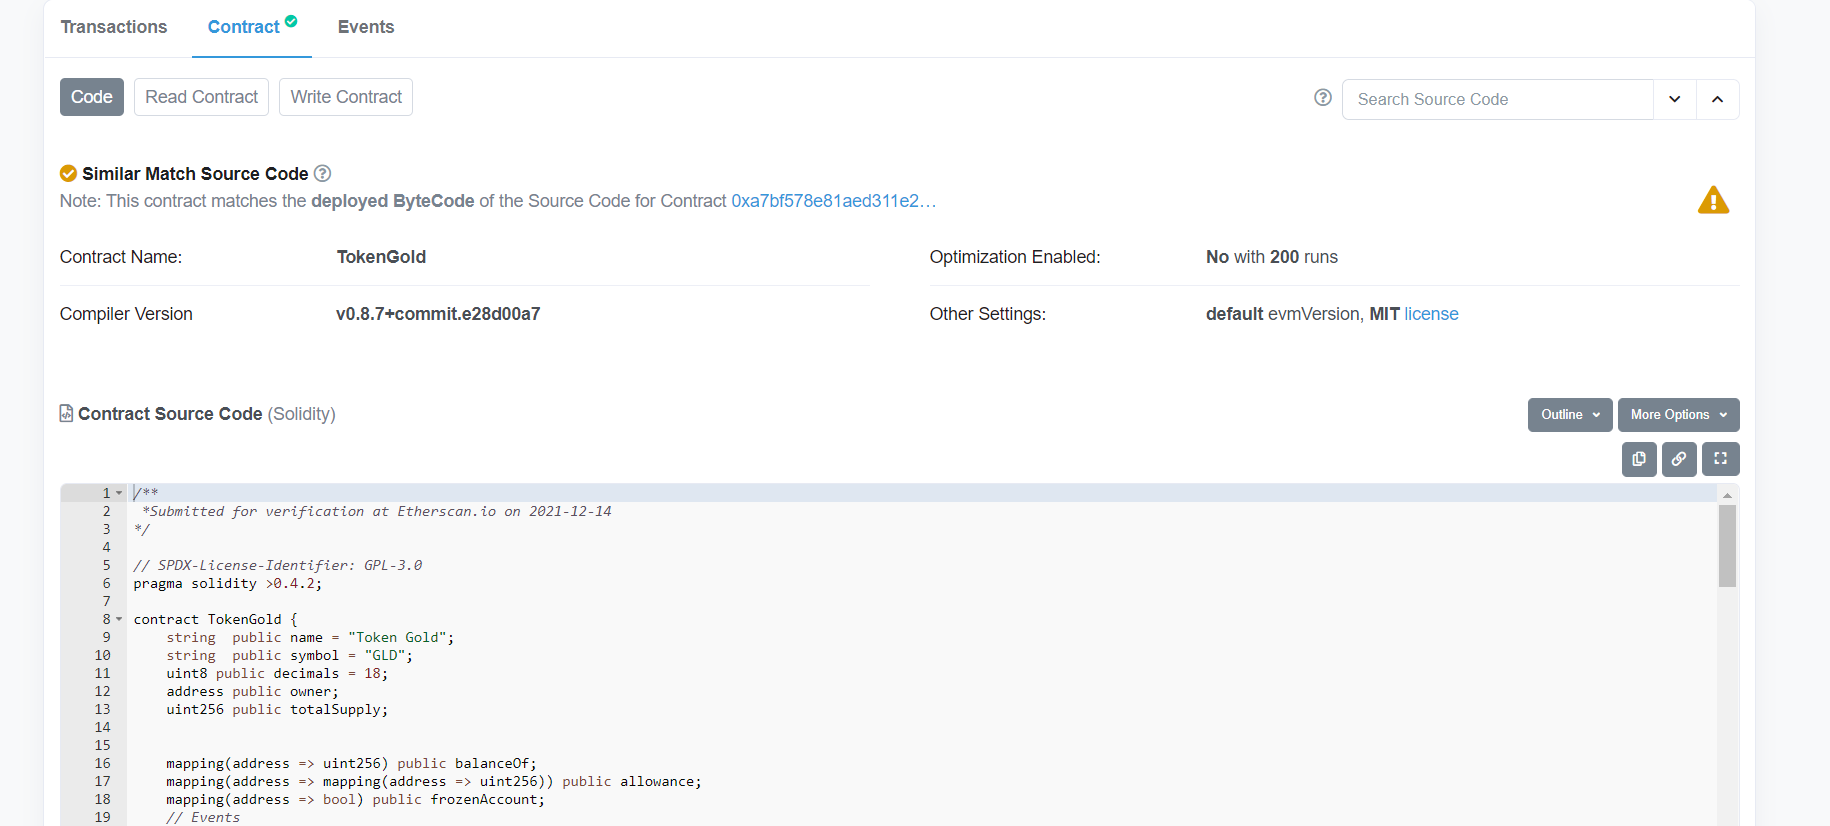 Transactions Contract Events
Code Read Contract Write Contract Search Source Code
Similar Match Source Code
Note: This contract matches the deployed ByteCode of the Source Code for Contract 0xa7bf578e81aed311e2...
Contract Name: TokenGold Optimization Enabled: No with 200 runs
Compiler Version v0.8.7+commit.e28d00a7 Other Settings: default evmVersion, MIT license
Contract Source Code (Solidity) Outline More Options
1 /**
2 *Submitted for verification at Etherscan.io on 2021-12-14
3 */
4
5 // SPDX-License-Identifier: GPL-3.0
6 pragma solidity >0.4.2;
7
8 contract TokenGold {
9 string  public name = "Token Gold";
10 string  public symbol = "GLD";
11 uint8 public decimals = 18;
12 address public owner;
13 uint256 public totalSupply;
14
15
16 mapping(address => uint256) public balanceOf;
17 mapping(address => mapping(address => uint256)) public allowance;
18 mapping(address => bool) public frozenAccount;
19 // Events